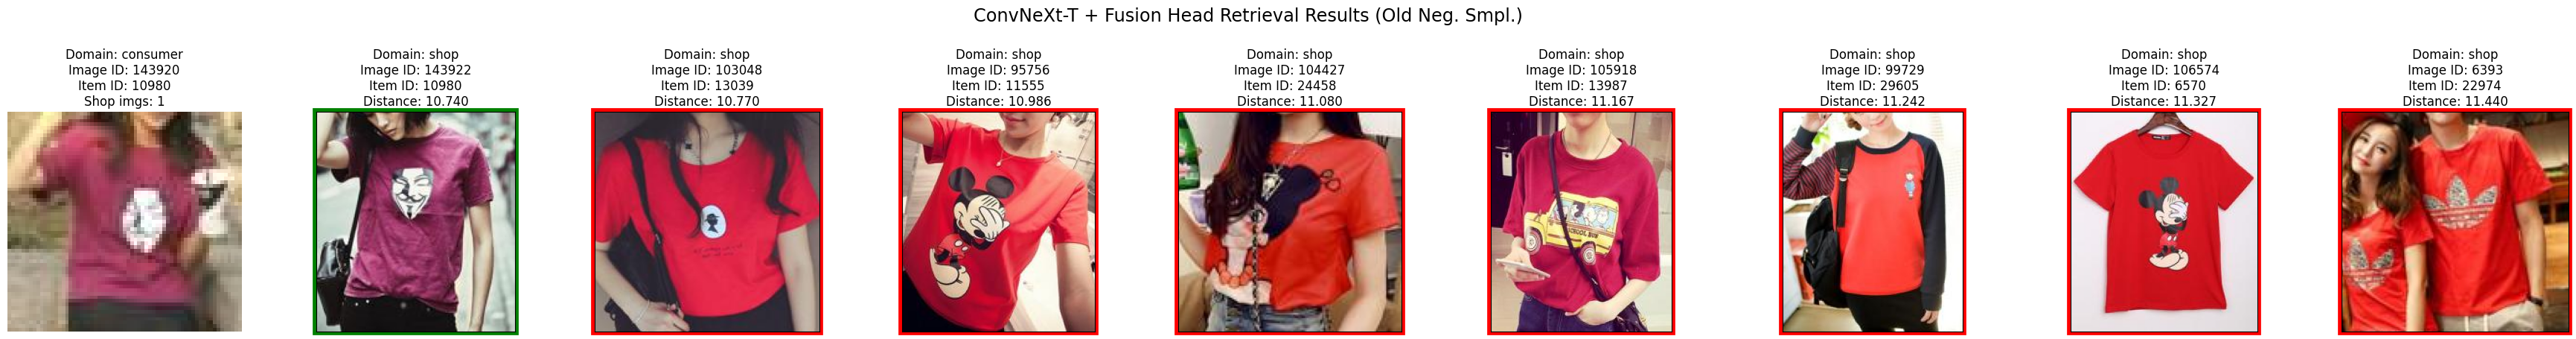 ConvNeXt-T + Fusion Head Retrieval Results (Old Neg. Smpl.)
Domain: consumer
Image ID: 143920
Item ID: 10980
Shop imgs: 1
Domain: shop
Image ID: 143922
Item ID: 10980
Distance: 10.740
Domain: shop
Image ID: 103048
Item ID: 13039
Distance: 10.770
Domain: shop
Image ID: 95756
Item ID: 11555
Distance: 10.986
Domain: shop
Image ID: 104427
Item ID: 24458
Distance: 11.080
Domain: shop
Image ID: 105918
Item ID: 13987
Distance: 11.167
Domain: shop
Image ID: 99729
Item ID: 29605
Distance: 11.242
Domain: shop
Image ID: 106574
Item ID: 6570
Distance: 11.327
Domain: shop
Image ID: 6393
Item ID: 22974
Distance: 11.440
SCHOOL BUS